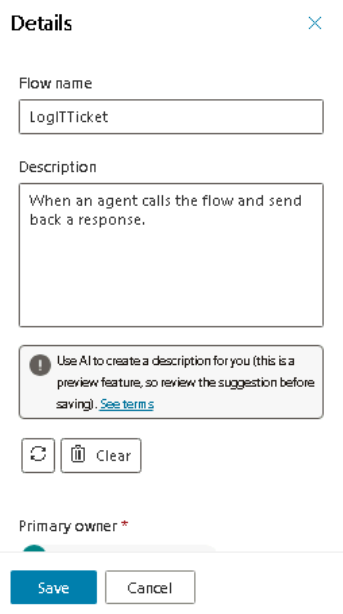 Details
Flow name
LogITTicket
Description
When an agent calls the flow and send
back a response.
Use AI to create a description for you (this is a
preview feature, so review the suggestion before
saving). See terms
Clear
Primary owner *
Save
Cancel